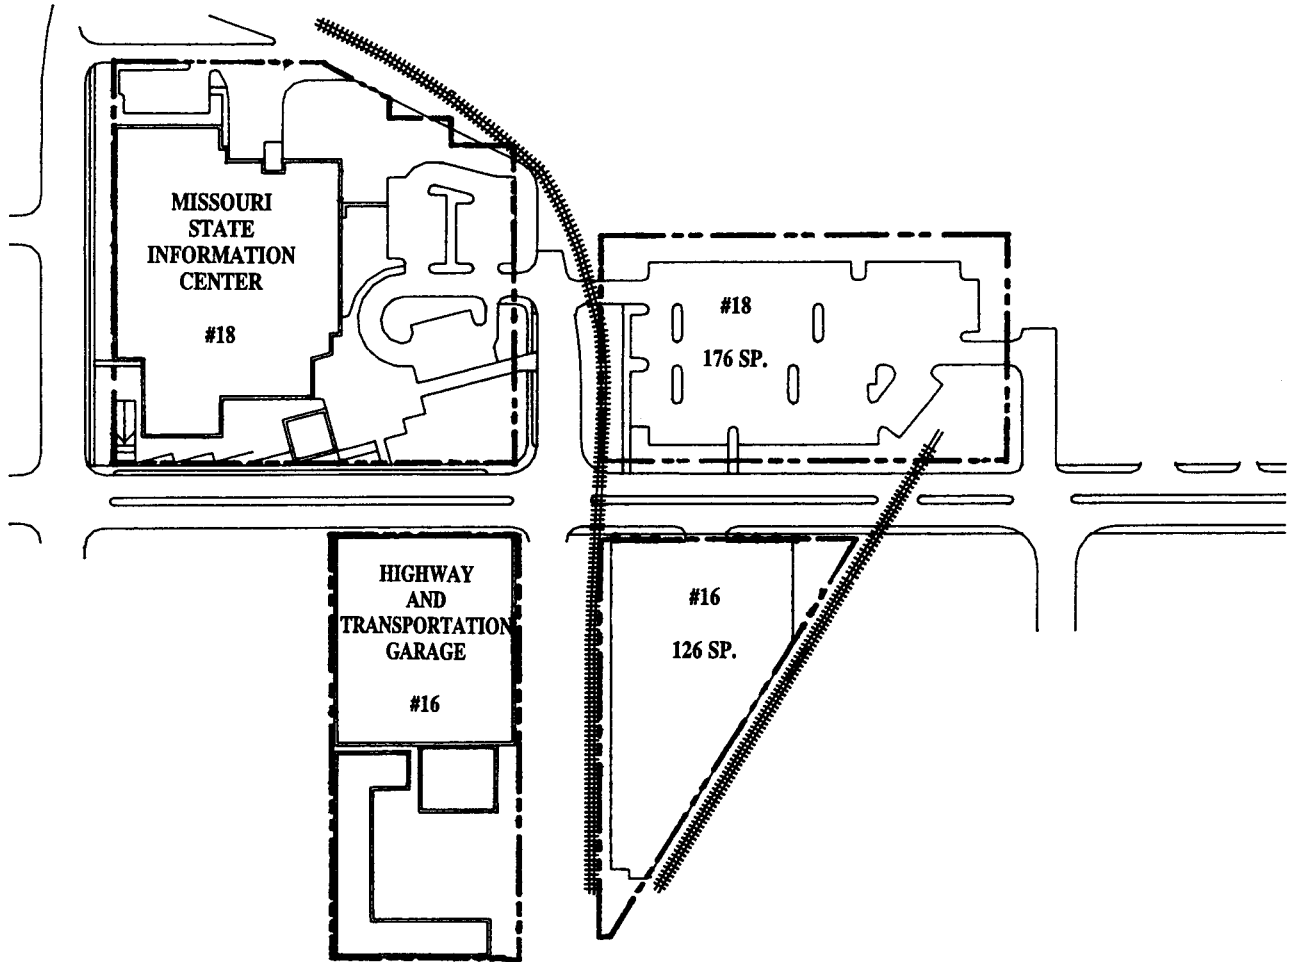 MISSOURI
STATE
INFORMATION
CENTER
#18
#18
176 SP.
HIGHWAY
AND
TRANSPORTATION
GARAGE
#16
#16
126 SP.